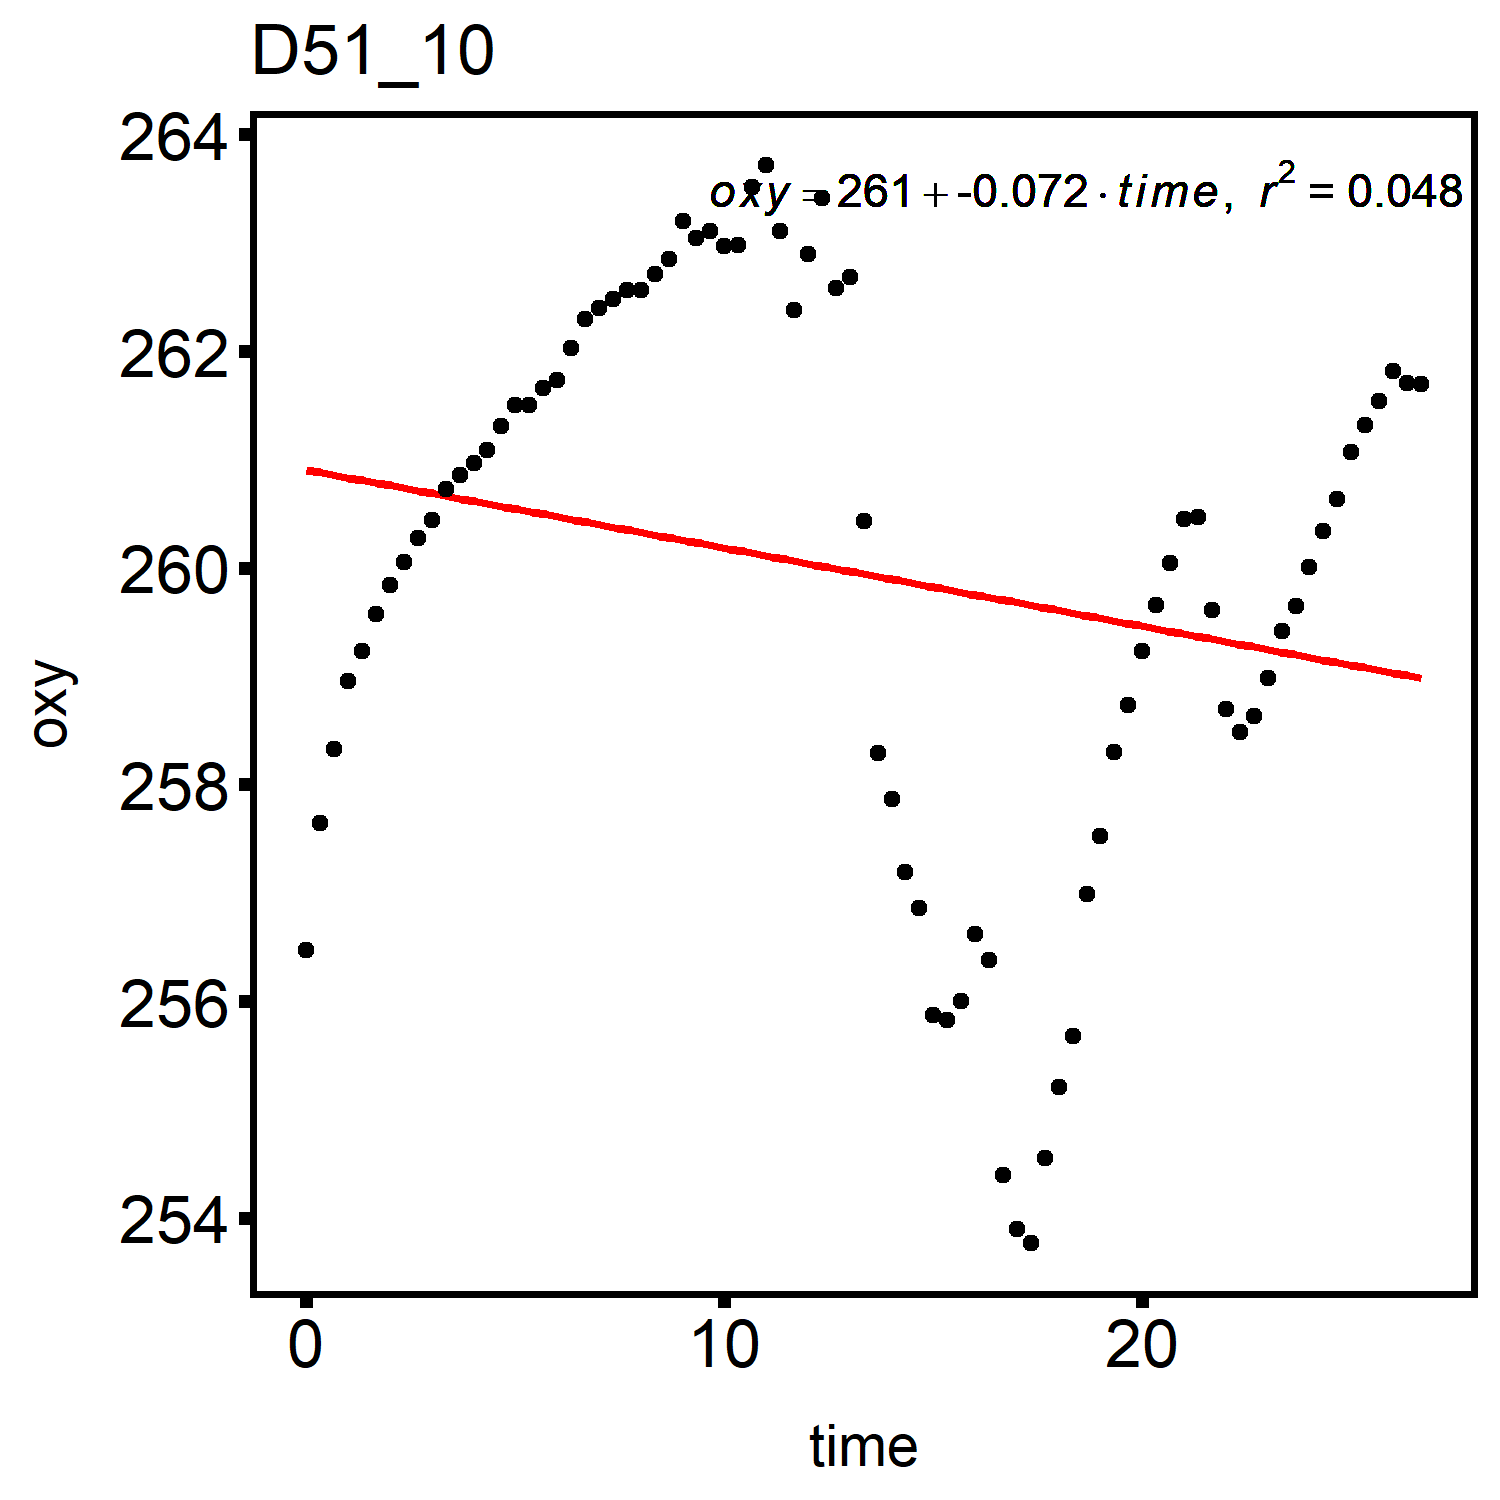 D51_10
oxy = 261 + -0.072 · time, r² = 0.048
264
262
260
258
256
254
oxy
0 10 20
time